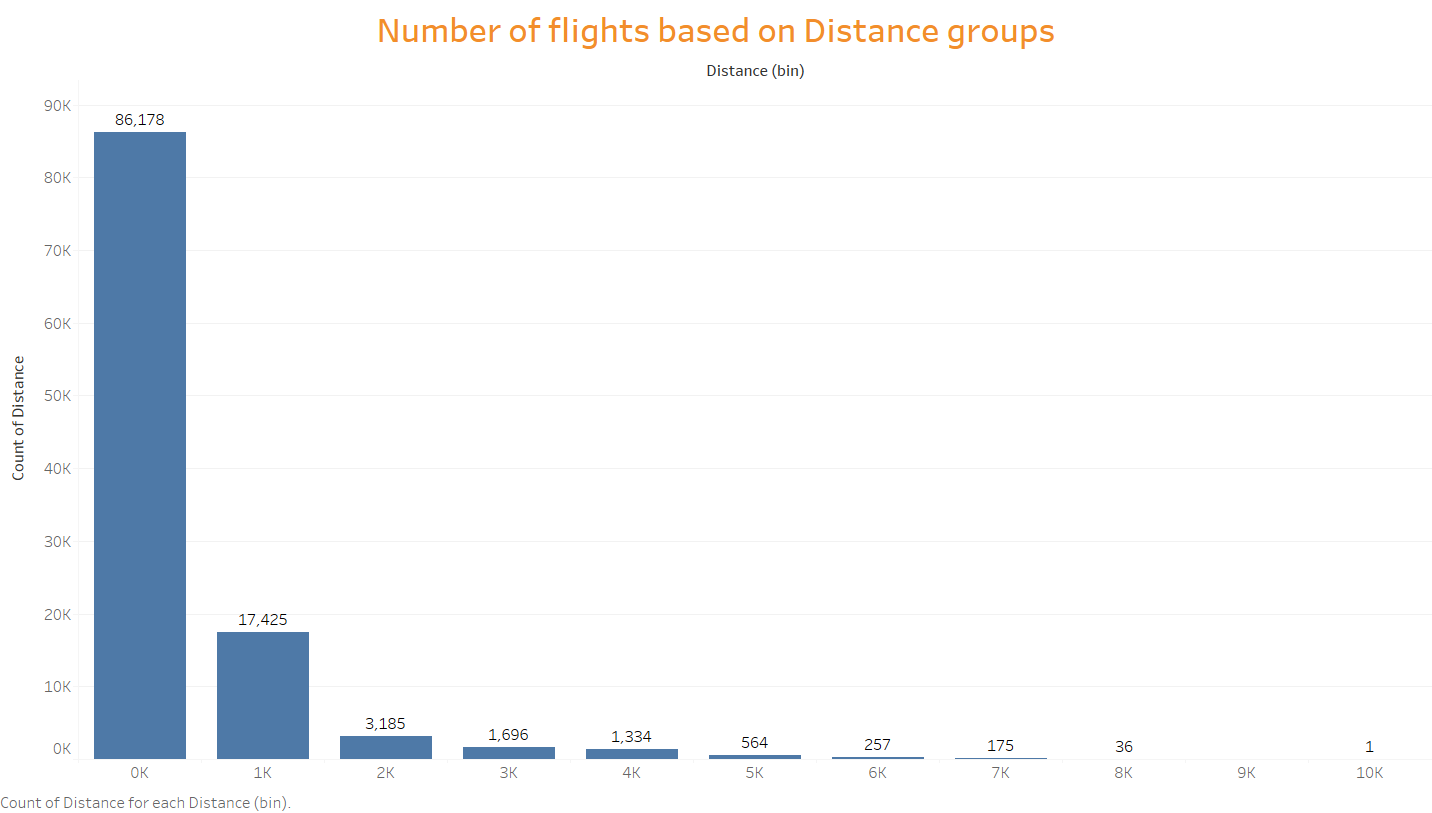 Number of flights based on Distance groups
Distance (bin)
90K
86,178
80K
70K
60K
50K
Count of Distance
40K
30K
20K
17,425
10K
3,185
1,696
1,334
564
257
175
36
1
0K
0K 1K 2K 3K 4K 5K 6K 7K 8K 9K 10K
Count of Distance for each Distance (bin).